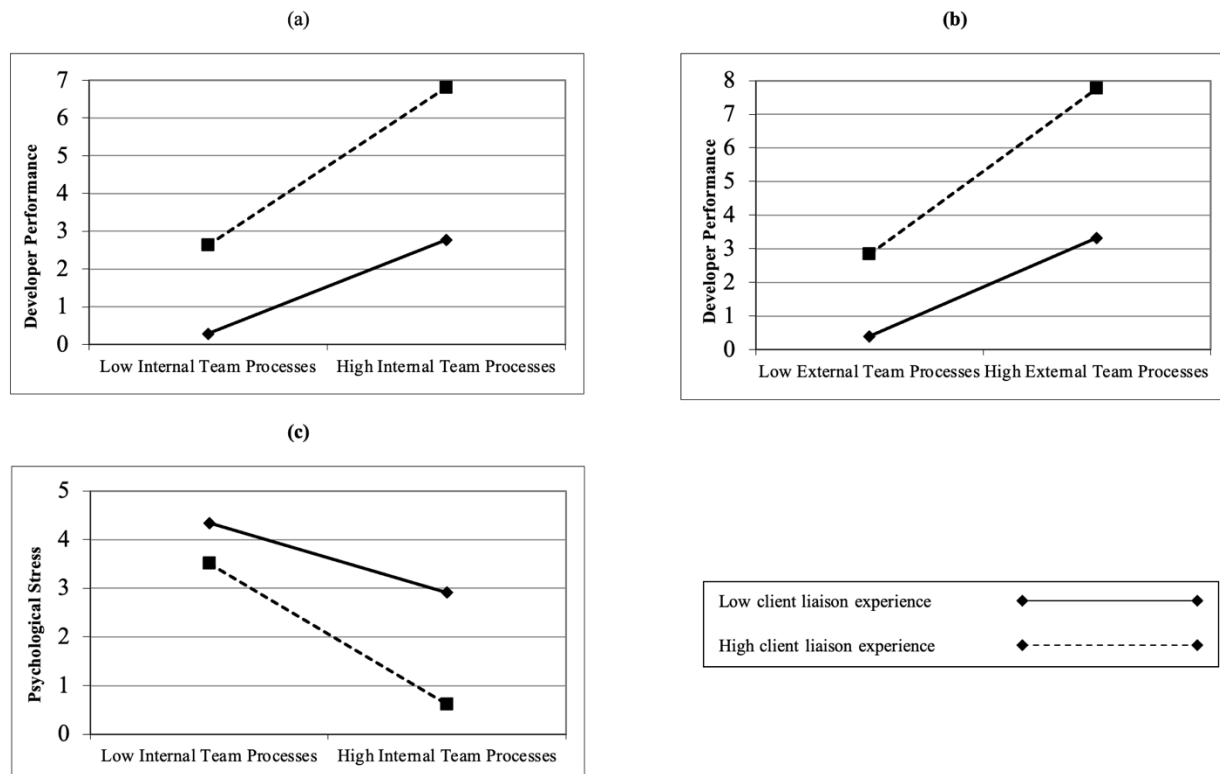 (a)
7
6
5
4
3
2
1
0
Developer Performance
Low Internal Team Processes High Internal Team Processes
(b)
8
7
6
5
4
3
2
1
0
Developer Performance
Low External Team Processes High External Team Processes
(c)
5
4
3
2
1
0
Psychological Stress
Low Internal Team Processes High Internal Team Processes
Low client liaison experience
High client liaison experience